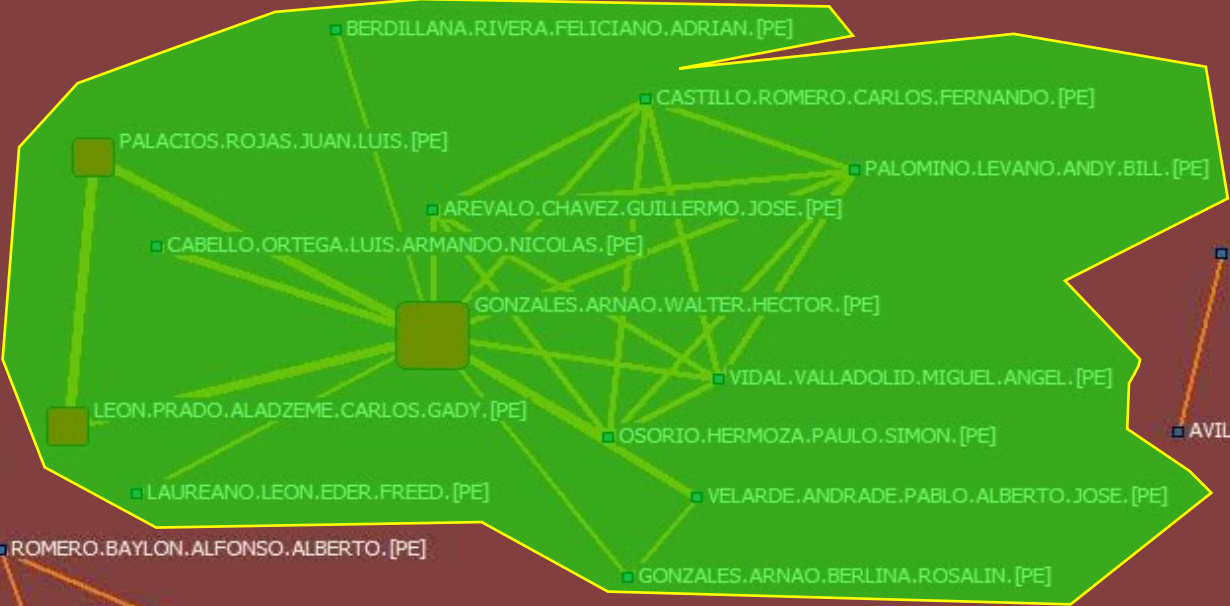 BERDILLANA.RIVERA.FELICIANO.ADRIAN.[PE]
CASTILLO.ROMERO.CARLOS.FERNANDO.[PE]
PALACIOS.ROJAS.JUAN.LUIS.[PE]
PALOMINO.LEVANO.ANDY.BILL.[PE]
AREVALO.CHAVEZ.GUILLERMO.JOSE.[PE]
CABELLO.ORTEGA.LUIS.ARMANDO.NICOLAS.[PE]
GONZALES.ARNAO.WALTER.HECTOR.[PE]
VIDAL.VALLADOLID.MIGUEL.ANGEL.[PE]
LEON.PRADO.ALADZEME.CARLOS.GADY.[PE]
AVIL
OSORIO.HERMOZA.PAULO.SIMON.[PE]
LAUREANO.LEON.EDER.FREED.[PE]
VELARDE.ANDRADE.PABLO.ALBERTO.JOSE.[PE]
ROMERO.BAYLON.ALFONSO.ALBERTO.[PE]
GONZALES.ARNAO.BERLINA.ROSALIN.[PE]